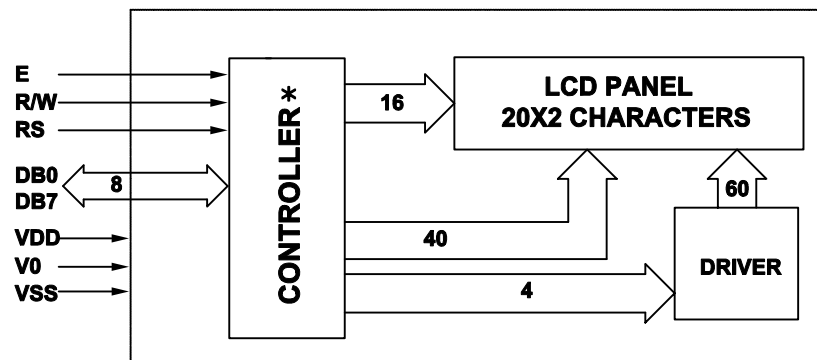 E
R/W
RS
DB0
DB7
8
VDD
V0
VSS
CONTROLLER*
16
LCD PANEL
20X2 CHARACTERS
40
60
4
DRIVER